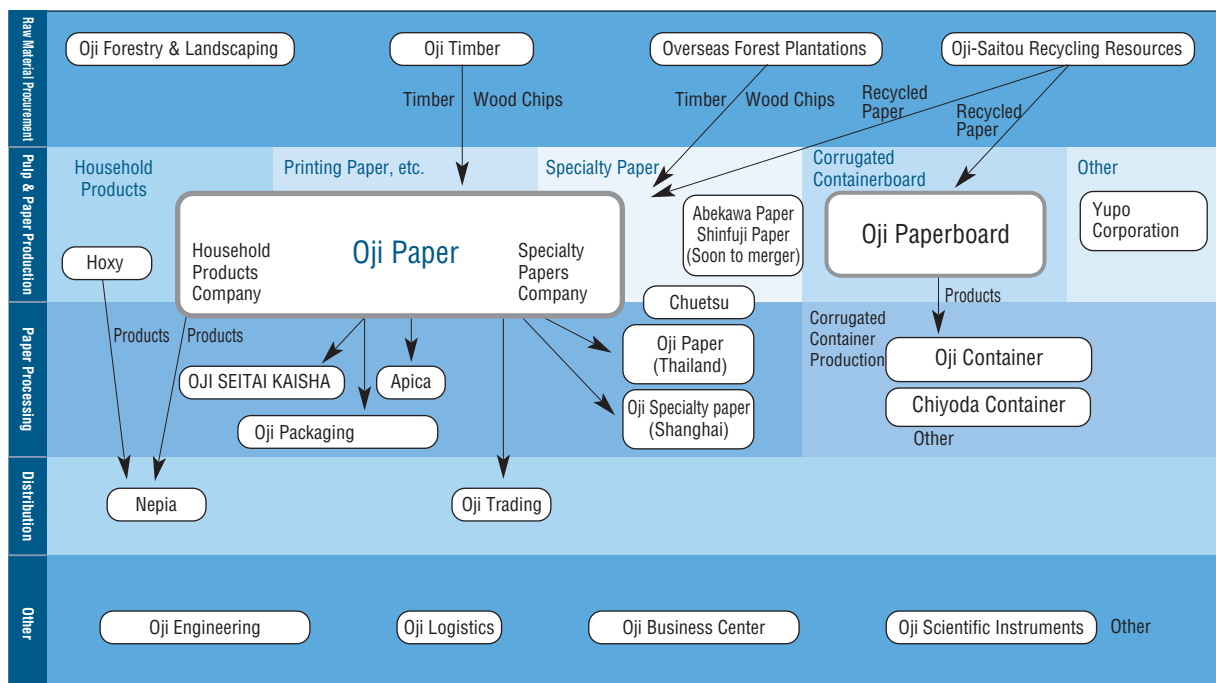 Raw Material Procurement
Oji Forestry & Landscaping
Oji Timber
Overseas Forest Plantations
Oji-Saitou Recycling Resources
Timber
Wood Chips
Timber
Wood Chips
Recycled
Paper
Recycled
Paper
Pulp & Paper Production
Household
Products
Printing Paper, etc.
Specialty Paper
Corrugated
Containerboard
Other
Hoxy
Oji Paper
Household
Products
Company
Specialty
Papers
Company
Abekawa Paper
Shinfuji Paper
(Soon to merger)
Oji Paperboard
Yupo
Corporation
Products
Paper Processing
Products
Products
OJI SEITAI KAISHA
Apica
Oji Packaging
Chuetsu
Oji Paper
(Thailand)
Oji Specialty paper
(Shanghai)
Corrugated
Container
Production
Oji Container
Chiyoda Container
Other
Distribution
Nepia
Oji Trading
Other
Oji Engineering
Oji Logistics
Oji Business Center
Oji Scientific Instruments
Other